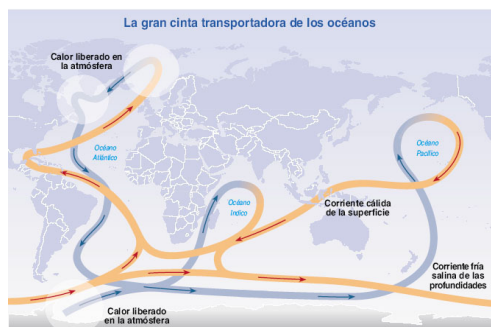 La gran cinta transportadora de los océanos
Calor liberado en
la atmósfera
Océano
Atlántico
Océano
Pacífico
Océano
Indico
Corriente cálida
de la superficie
Corriente fría
salina de las
profundidades
Calor liberado
en la atmósfera